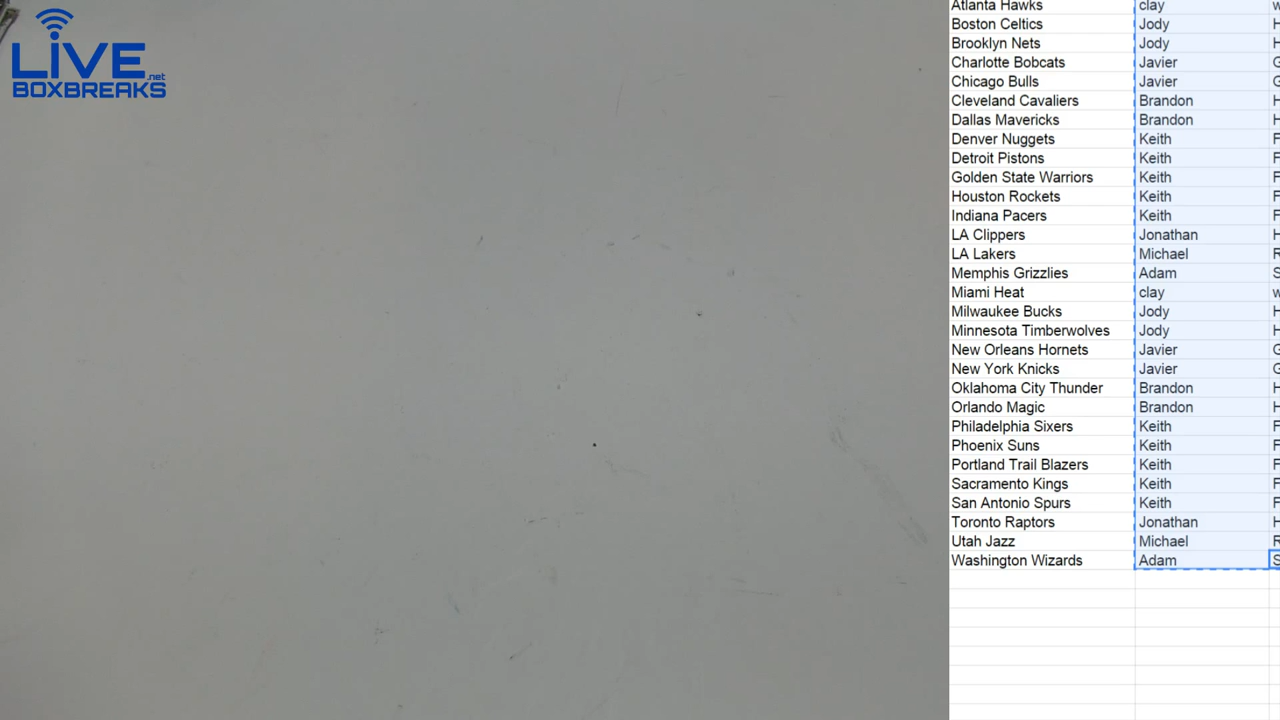 LiVE.net
BOXBREAKS
Atlanta Hawks clay w
Boston Celtics Jody H
Brooklyn Nets Jody H
Charlotte Bobcats Javier G
Chicago Bulls Javier G
Cleveland Cavaliers Brandon H
Dallas Mavericks Brandon H
Denver Nuggets Keith F
Detroit Pistons Keith F
Golden State Warriors Keith F
Houston Rockets Keith F
Indiana Pacers Keith F
LA Clippers Jonathan H
LA Lakers Michael R
Memphis Grizzlies Adam S
Miami Heat clay w
Milwaukee Bucks Jody H
Minnesota Timberwolves Jody H
New Orleans Hornets Javier G
New York Knicks Javier G
Oklahoma City Thunder Brandon H
Orlando Magic Brandon H
Philadelphia Sixers Keith F
Phoenix Suns Keith F
Portland Trail Blazers Keith F
Sacramento Kings Keith F
San Antonio Spurs Keith F
Toronto Raptors Jonathan H
Utah Jazz Michael R
Washington Wizards Adam S